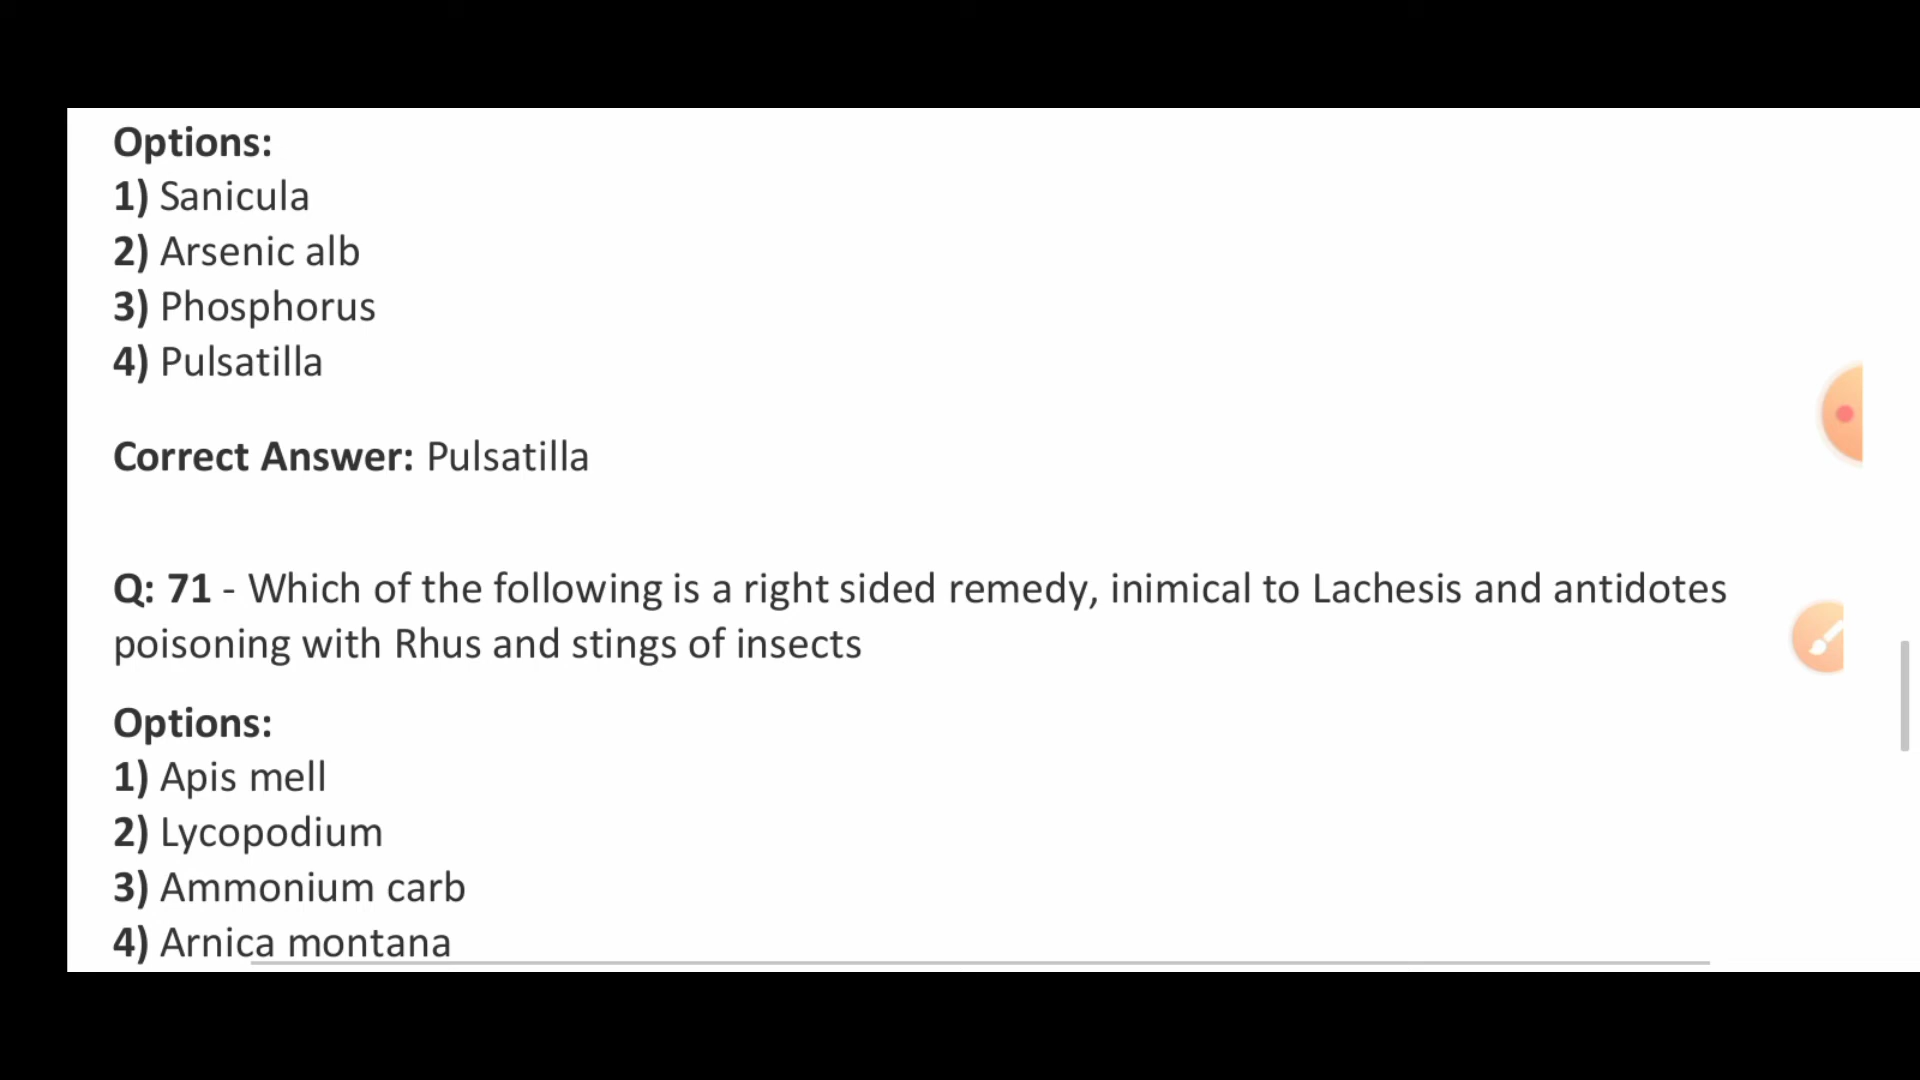 Options:
1) Sanicula
2) Arsenic alb
3) Phosphorus
4) Pulsatilla
Correct Answer: Pulsatilla
Q: 71 - Which of the following is a right sided remedy, inimical to Lachesis and antidotes
poisoning with Rhus and stings of insects
Options:
1) Apis mell
2) Lycopodium
3) Ammonium carb
4) Arnica montana